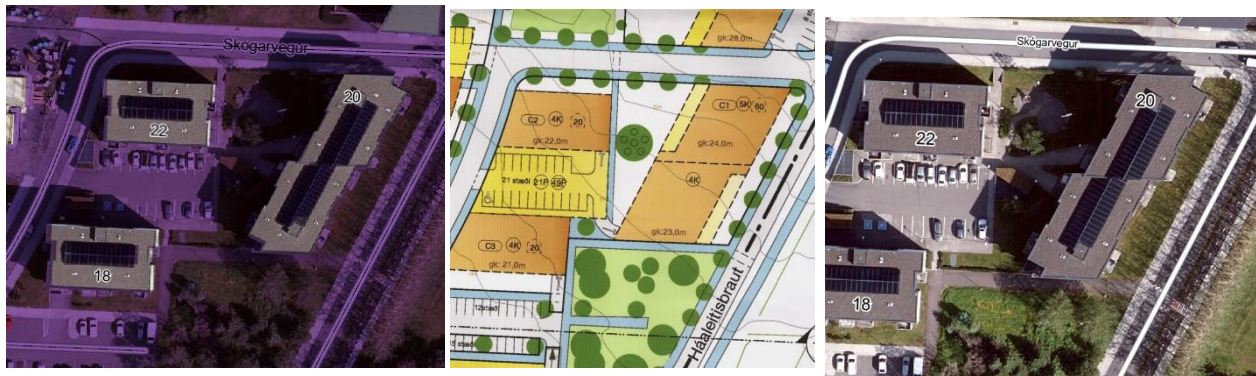 Skógarvegur
20
22
18
gk:28,0m
C2 4K 20
gk:22,0m
C1 5K 60
gk:24,0m
21 stæði 21P 49P
4K
gk:23,0m
C3 4K 20
gk: 21,0m
12stæði
Háaleitisbraut
Skógarvegur
20
22
18